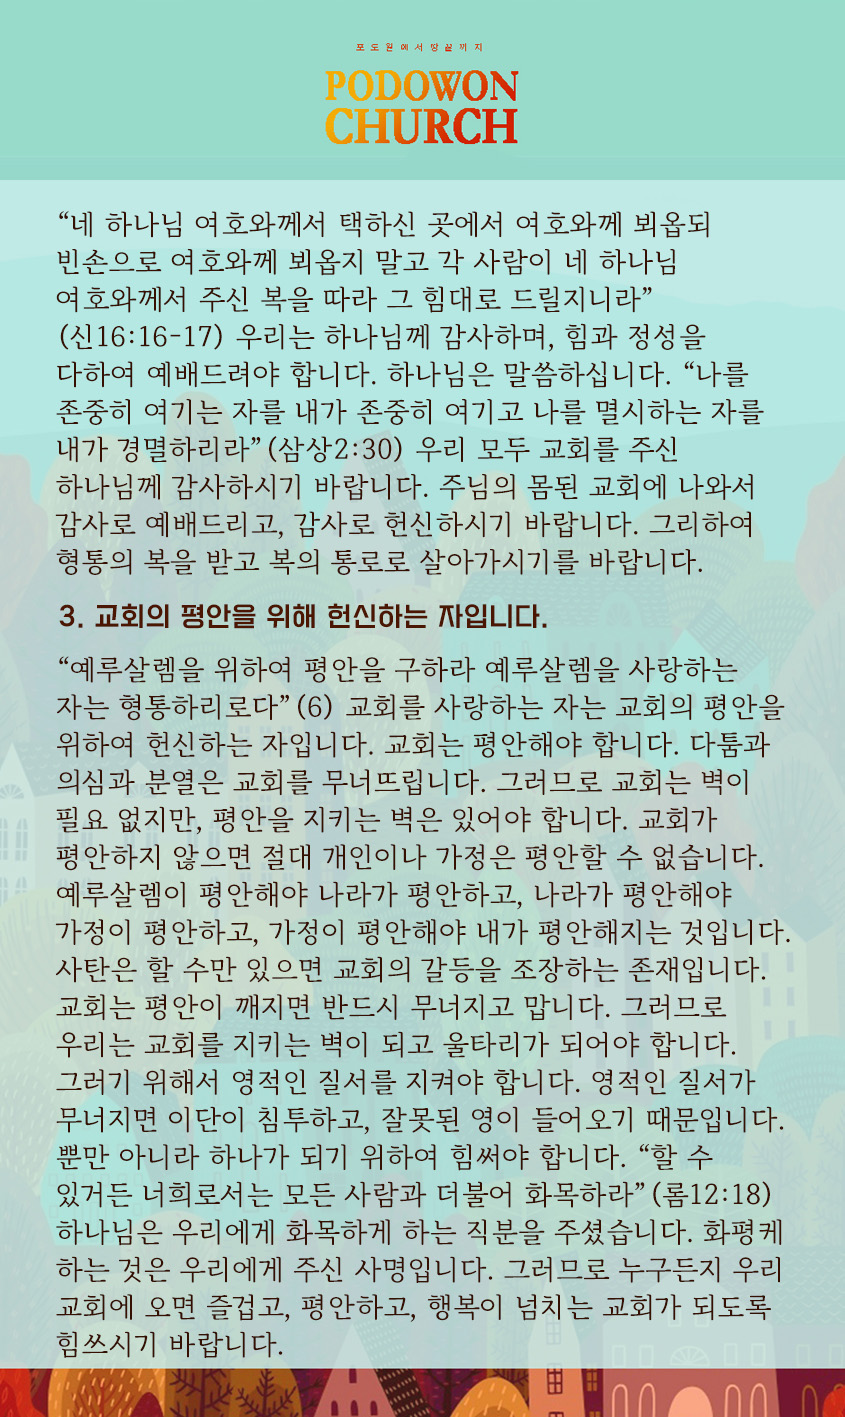 포도원에서땅끝까지
PODOWON
CHURCH
“네 하나님 여호와께서 택하신 곳에서 여호와께 뵈옵되
빈손으로 여호와께 뵈옵지 말고 각 사람이 네 하나님
여호와께서 주신 복을 따라 그 힘대로 드릴지니라”
(신16:16-17) 우리는 하나님께 감사하며, 힘과 정성을
다하여 예배드려야 합니다. 하나님은 말씀하십니다. “나를
존중히 여기는 자를 내가 존중히 여기고 나를 멸시하는 자를
내가 경멸하리라”(삼상2:30) 우리 모두 교회를 주신
하나님께 감사하시기 바랍니다. 주님의 몸된 교회에 나와서
감사로 예배드리고, 감사로 헌신하시기 바랍니다. 그리하여
형통의 복을 받고 복의 통로로 살아가시기를 바랍니다.
3. 교회의 평안을 위해 헌신하는 자입니다.
“예루살렘을 위하여 평안을 구하라 예루살렘을 사랑하는
자는 형통하리로다”(6) 교회를 사랑하는 자는 교회의 평안을
위하여 헌신하는 자입니다. 교회는 평안해야 합니다. 다툼과
의심과 분열은 교회를 무너뜨립니다. 그러므로 교회는 벽이
필요 없지만, 평안을 지키는 벽은 있어야 합니다. 교회가
평안하지 않으면 절대 개인이나 가정은 평안할 수 없습니다.
예루살렘이 평안해야 나라가 평안하고, 나라가 평안해야
가정이 평안하고, 가정이 평안해야 내가 평안해지는 것입니다.
사탄은 할 수만 있으면 교회의 갈등을 조장하는 존재입니다.
교회는 평안이 깨지면 반드시 무너지고 맙니다. 그러므로
우리는 교회를 지키는 벽이 되고 울타리가 되어야 합니다.
그러기 위해서 영적인 질서를 지켜야 합니다. 영적인 질서가
무너지면 이단이 침투하고, 잘못된 영이 들어오기 때문입니다.
뿐만 아니라 하나가 되기 위하여 힘써야 합니다. “할 수
있거든 너희로서는 모든 사람과 더불어 화목하라”(롬12:18)
하나님은 우리에게 화목하게 하는 직분을 주셨습니다. 화평케
하는 것은 우리에게 주신 사명입니다. 그러므로 누구든지 우리
교회에 오면 즐겁고, 평안하고, 행복이 넘치는 교회가 되도록
힘쓰시기 바랍니다.